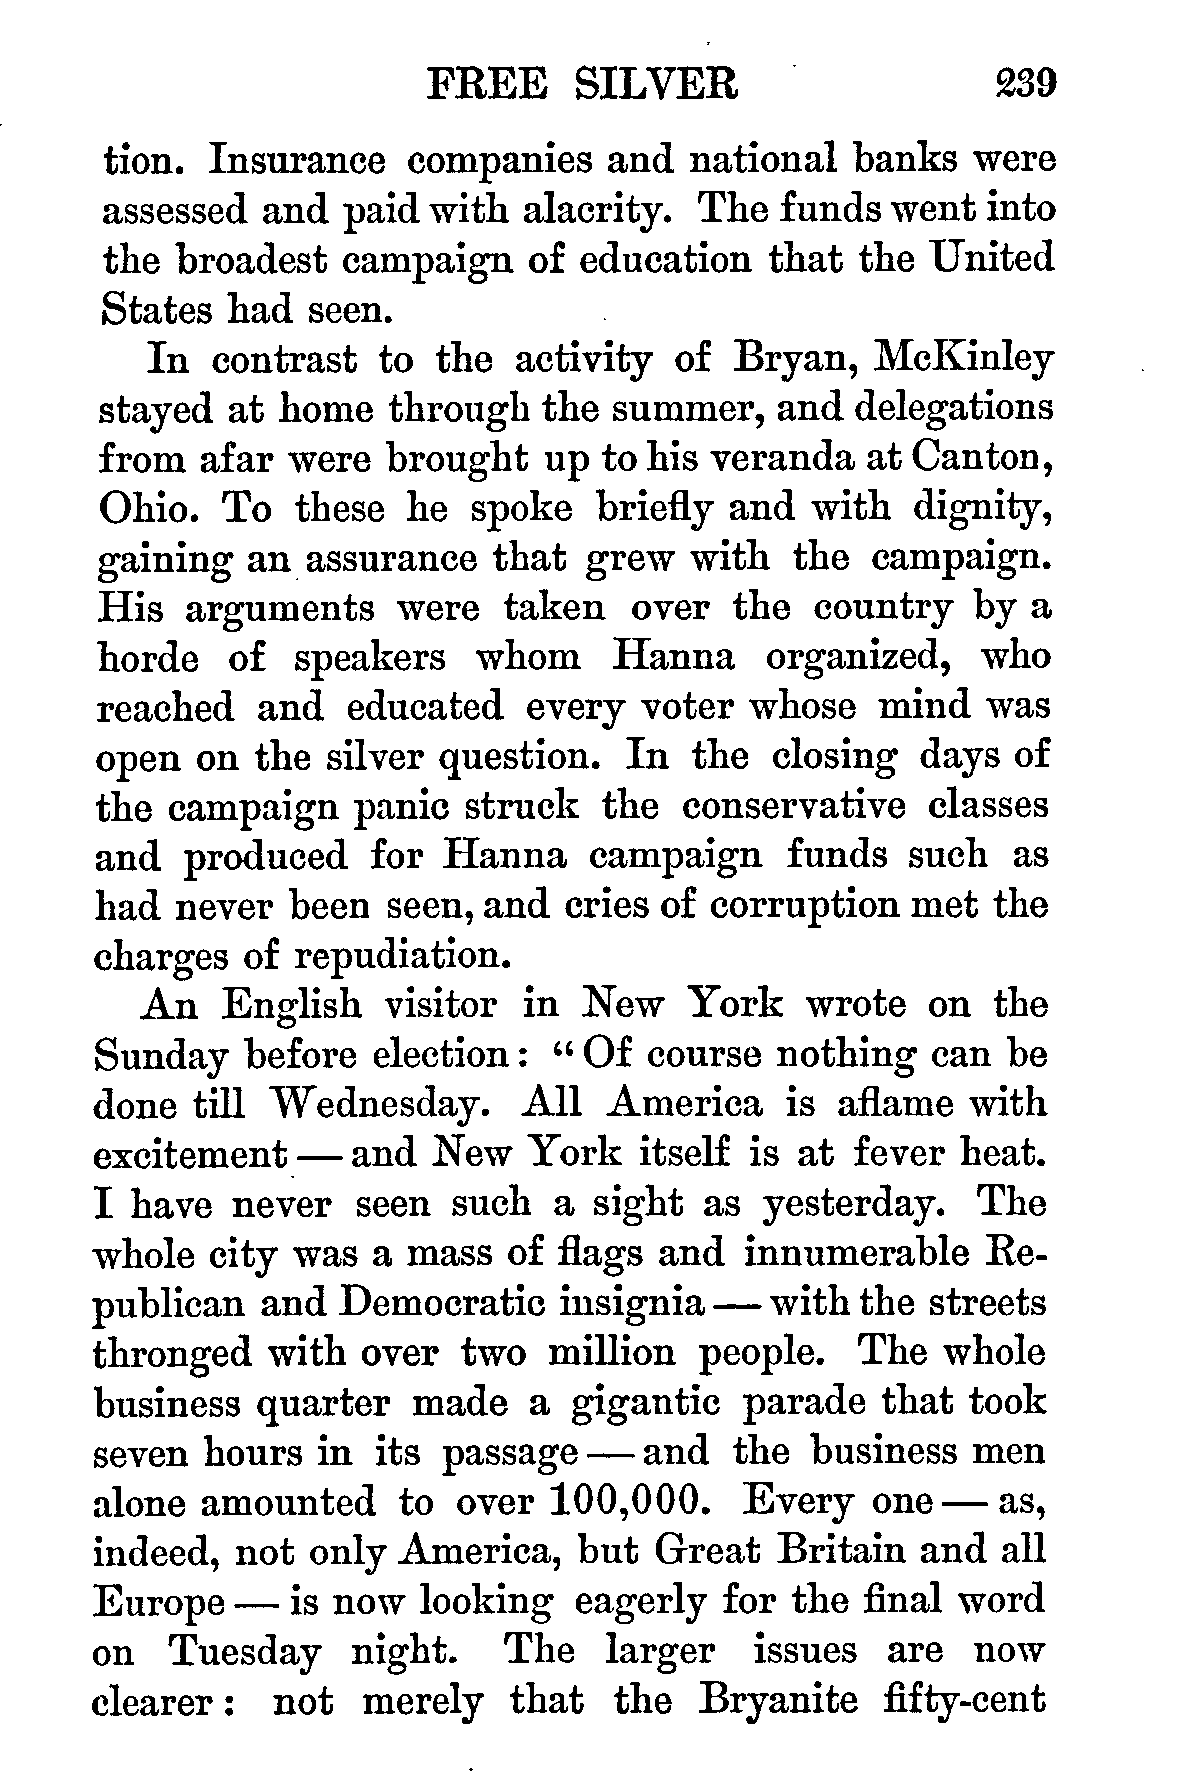 FREE SILVER 239
tion. Insurance companies and national banks were
assessed and paid with alacrity. The funds went into
the broadest campaign of education that the United
States had seen.
In contrast to the activity of Bryan, McKinley
stayed at home through the summer, and delegations
from afar were brought up to his veranda at Canton,
Ohio. To these he spoke briefly and with dignity,
gaining an assurance that grew with the campaign.
His arguments were taken over the country by a
horde of speakers whom Hanna organized, who
reached and educated every voter whose mind was
open on the silver question. In the closing days of
the campaign panic struck the conservative classes
and produced for Hanna campaign funds such as
had never been seen, and cries of corruption met the
charges of repudiation.
An English visitor in New York wrote on the
Sunday before election: “Of course nothing can be
done till Wednesday. All America is aflame with
excitement — and New York itself is at fever heat.
I have never seen such a sight as yesterday. The
whole city was a mass of flags and innumerable Re-
publican and Democratic insignia — with the streets
thronged with over two million people. The whole
business quarter made a gigantic parade that took
seven hours in its passage — and the business men
alone amounted to over 100,000. Every one — as,
indeed, not only America, but Great Britain and all
Europe — is now looking eagerly for the final word
on Tuesday night. The larger issues are now
clearer: not merely that the Bryanite fifty-cent